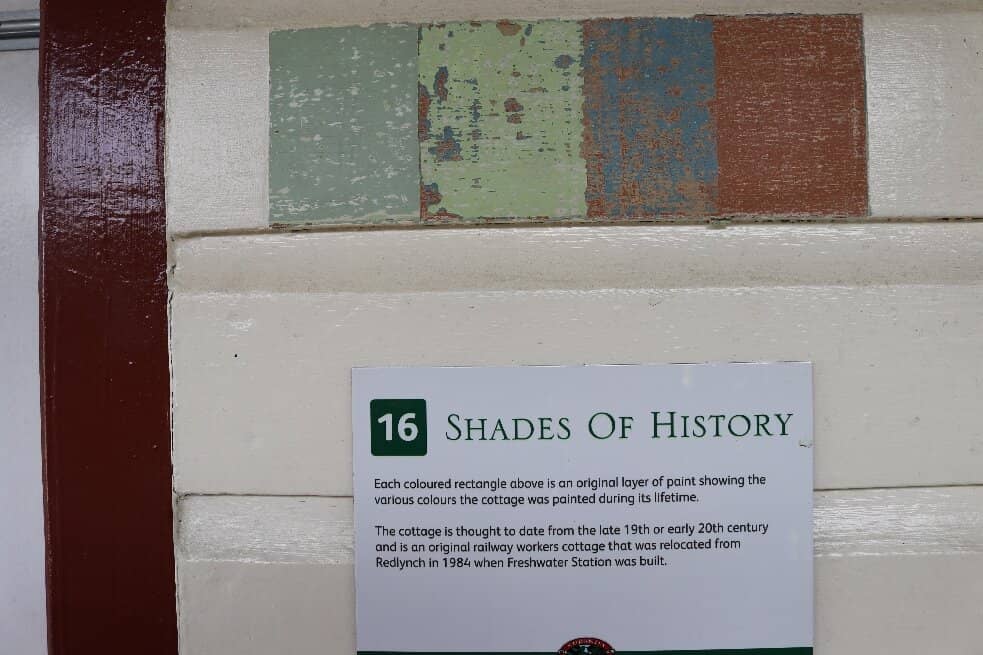 16 SHADES OF HISTORY
Each coloured rectangle above is an original layer of paint showing the
various colours the cottage was painted during its lifetime.
The cottage is thought to date from the late 19th or early 20th century
and is an original railway workers cottage that was relocated from
Redlynch in 1984 when Freshwater Station was built.